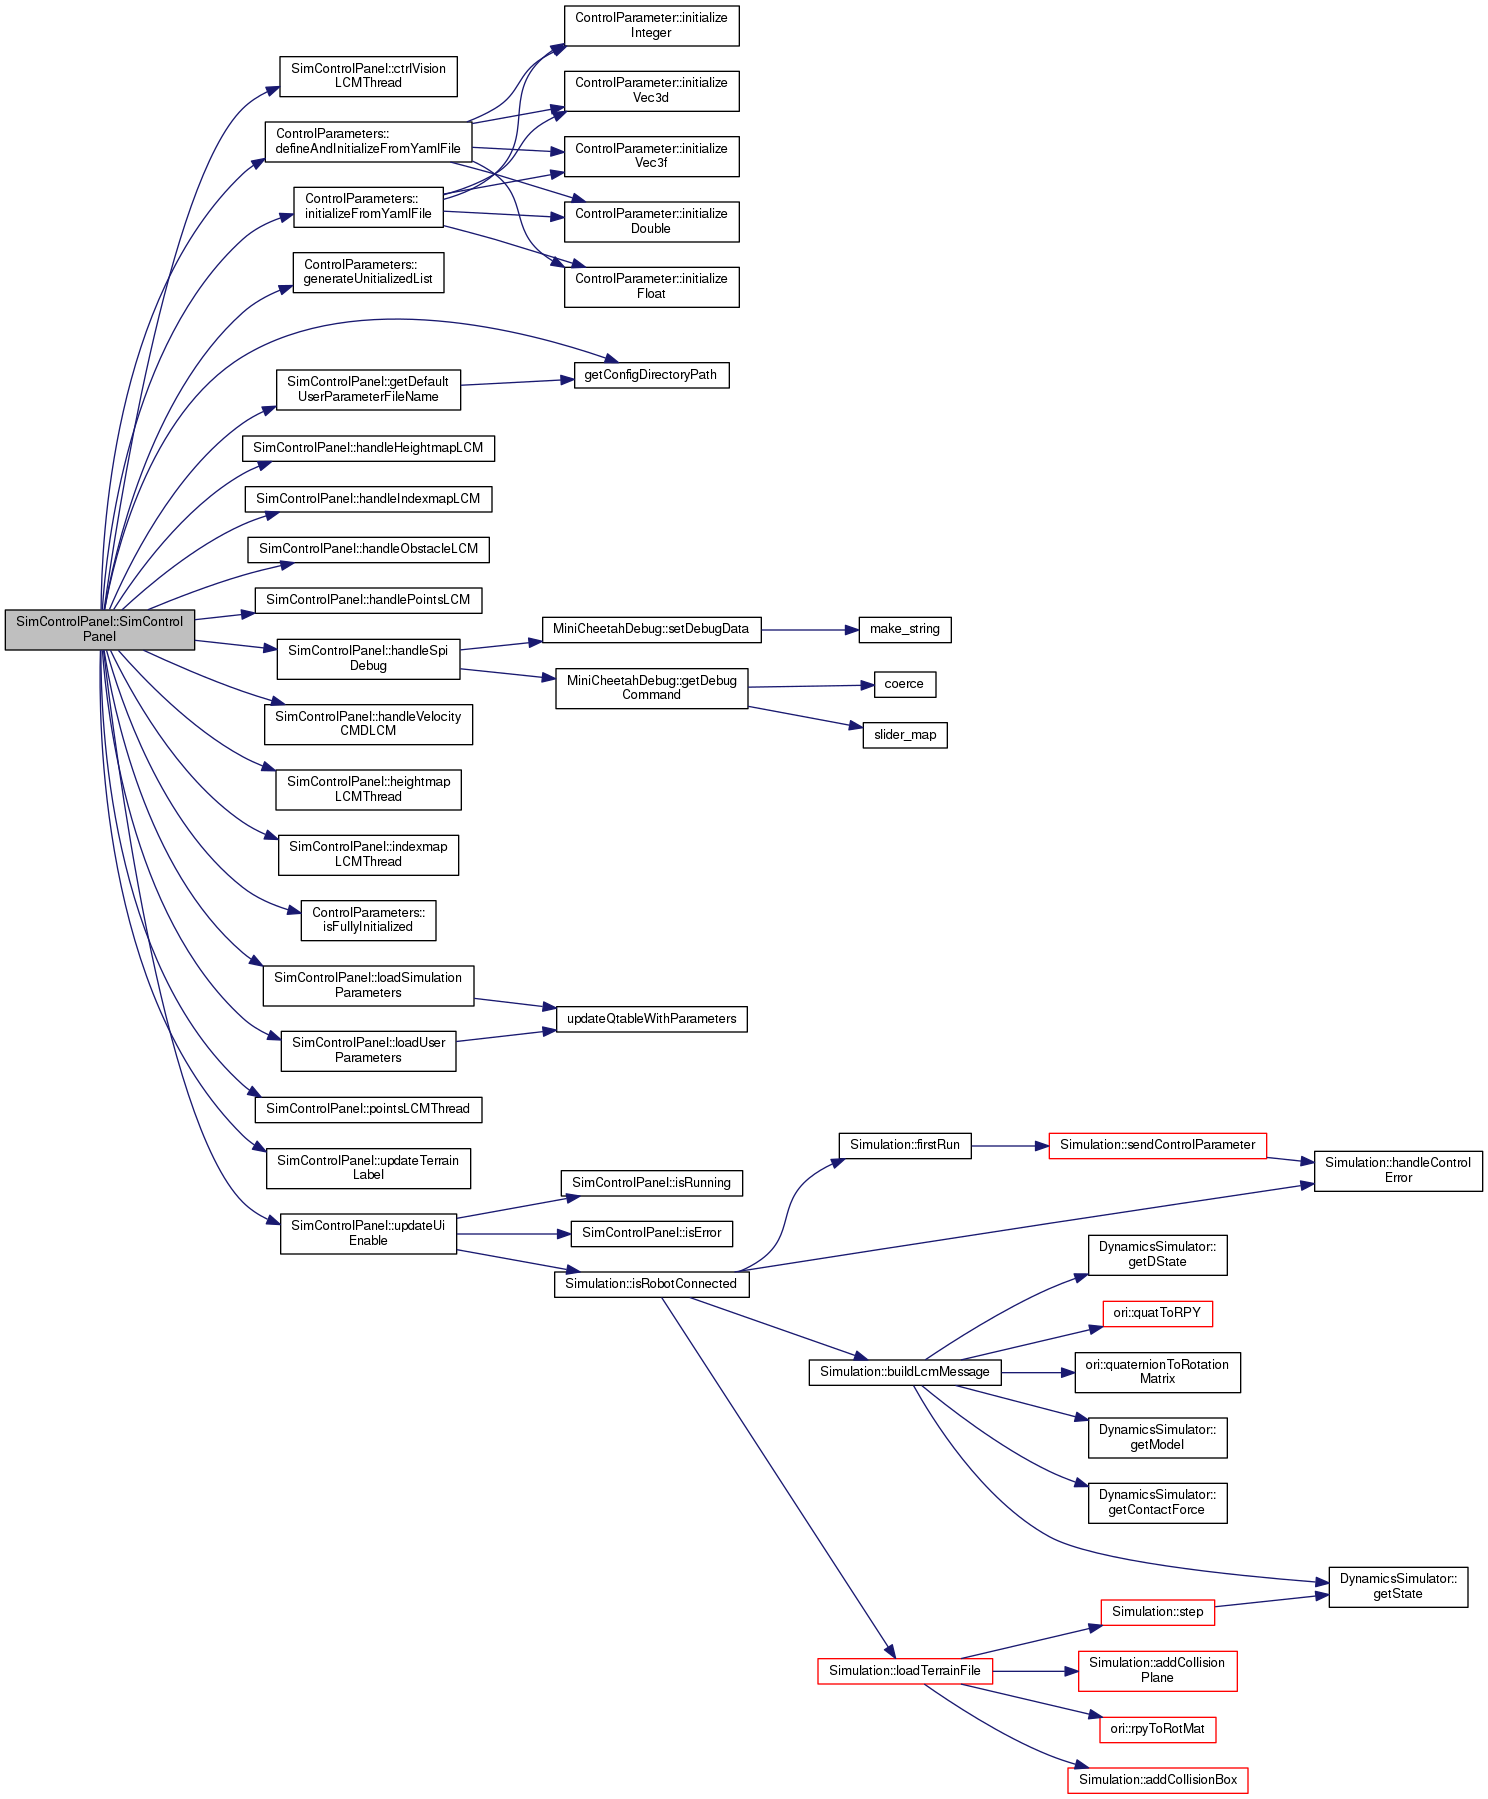 SimControlPanel::SimControl
Panel
SimControlPanel::ctrlVision
LCMThread
ControlParameters::
defineAndInitializeFromYamlFile
ControlParameters::
initializeFromYamlFile
ControlParameters::
generateUnitializedList
SimControlPanel::getDefault
UserParameterFileName
SimControlPanel::handleHeightmapLCM
SimControlPanel::handleIndexmapLCM
SimControlPanel::handleObstacleLCM
SimControlPanel::handlePointsLCM
SimControlPanel::handleSpi
Debug
SimControlPanel::handleVelocity
CMDLCM
SimControlPanel::heightmap
LCMThread
SimControlPanel::indexmap
LCMThread
ControlParameters::
isFullyInitialized
SimControlPanel::loadSimulation
Parameters
SimControlPanel::loadUser
Parameters
SimControlPanel::pointsLCMThread
SimControlPanel::updateTerrain
Label
SimControlPanel::updateUi
Enable
ControlParameter::initialize
Integer
ControlParameter::initialize
Vec3d
ControlParameter::initialize
Vec3f
ControlParameter::initialize
Double
ControlParameter::initialize
Float
getConfigDirectoryPath
MiniCheetahDebug::setDebugData
MiniCheetahDebug::getDebug
Command
make_string
coerce
slider_map
updateQtableWithParameters
SimControlPanel::isRunning
SimControlPanel::isError
Simulation::isRobotConnected
Simulation::firstRun
Simulation::buildLcmMessage
Simulation::loadTerrainFile
Simulation::sendControlParameter
Simulation::handleControl
Error
DynamicsSimulator::
getDState
ori::quatToRPY
ori::quaternionToRotation
Matrix
DynamicsSimulator::
getModel
DynamicsSimulator::
getContactForce
DynamicsSimulator::
getState
Simulation::step
Simulation::addCollision
Plane
ori::rpyToRotMat
Simulation::addCollisionBox